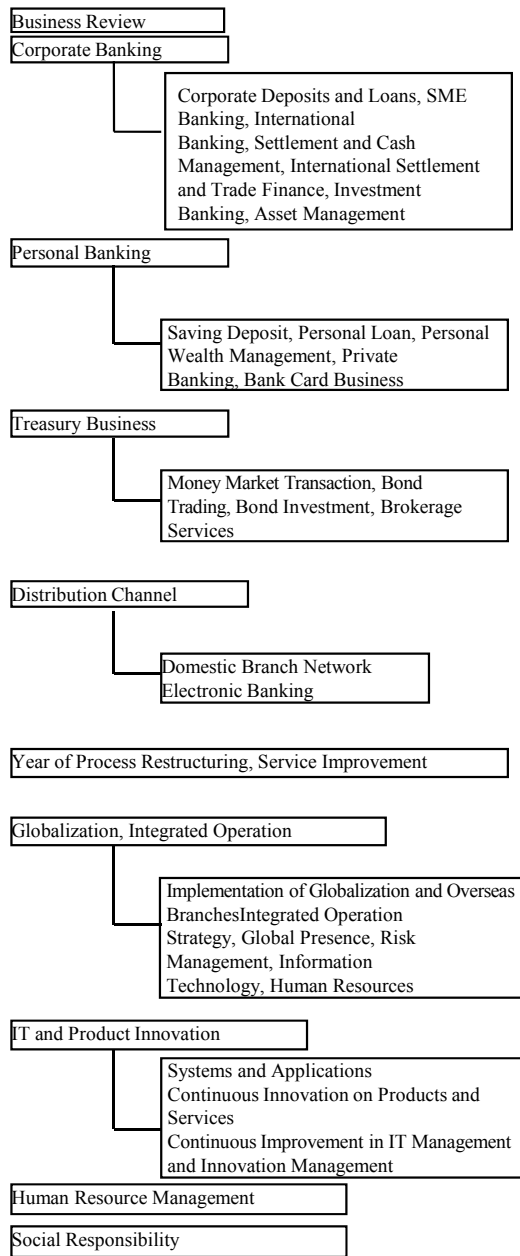 Business Review
Corporate Banking
Corporate Deposits and Loans, SME
Banking, International
Banking, Settlement and Cash
Management, International Settlement
and Trade Finance, Investment
Banking, Asset Management
Personal Banking
Saving Deposit, Personal Loan, Personal
Wealth Management, Private
Banking, Bank Card Business
Treasury Business
Money Market Transaction, Bond
Trading, Bond Investment, Brokerage
Services
Distribution Channel
Domestic Branch Network
Electronic Banking
Year of Process Restructuring, Service Improvement
Globalization, Integrated Operation
Implementation of Globalization and Overseas
BranchesIntegrated Operation
Strategy, Global Presence, Risk
Management, Information
Technology, Human Resources
IT and Product Innovation
Systems and Applications
Continuous Innovation on Products and
Services
Continuous Improvement in IT Management
and Innovation Management
Human Resource Management
Social Responsibility